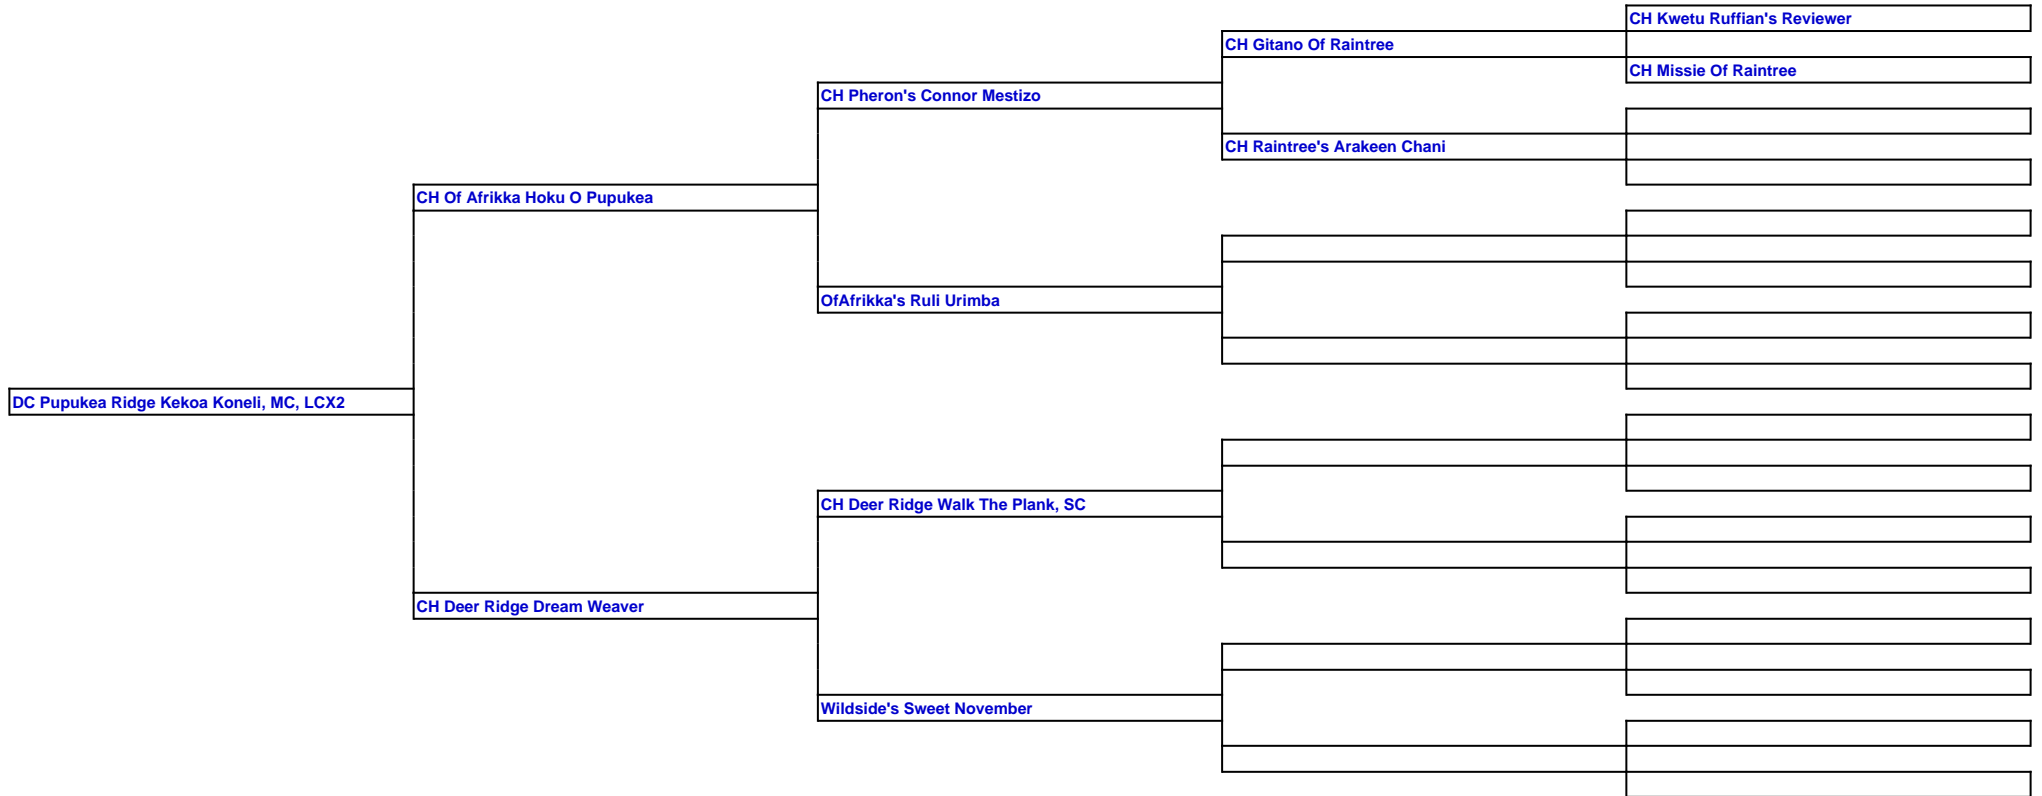 CH Kwetu Ruffian's Reviewer
CH Gitano Of Raintree
CH Missie Of Raintree
CH Pheron's Connor Mestizo
CH Raintree's Arakeen Chani
CH Of Afrikka Hoku O Pupukea
OfAfrikka's Ruli Urimba
DC Pupukea Ridge Kekoa Koneli, MC, LCX2
CH Deer Ridge Walk The Plank, SC
CH Deer Ridge Dream Weaver
Wildside's Sweet November